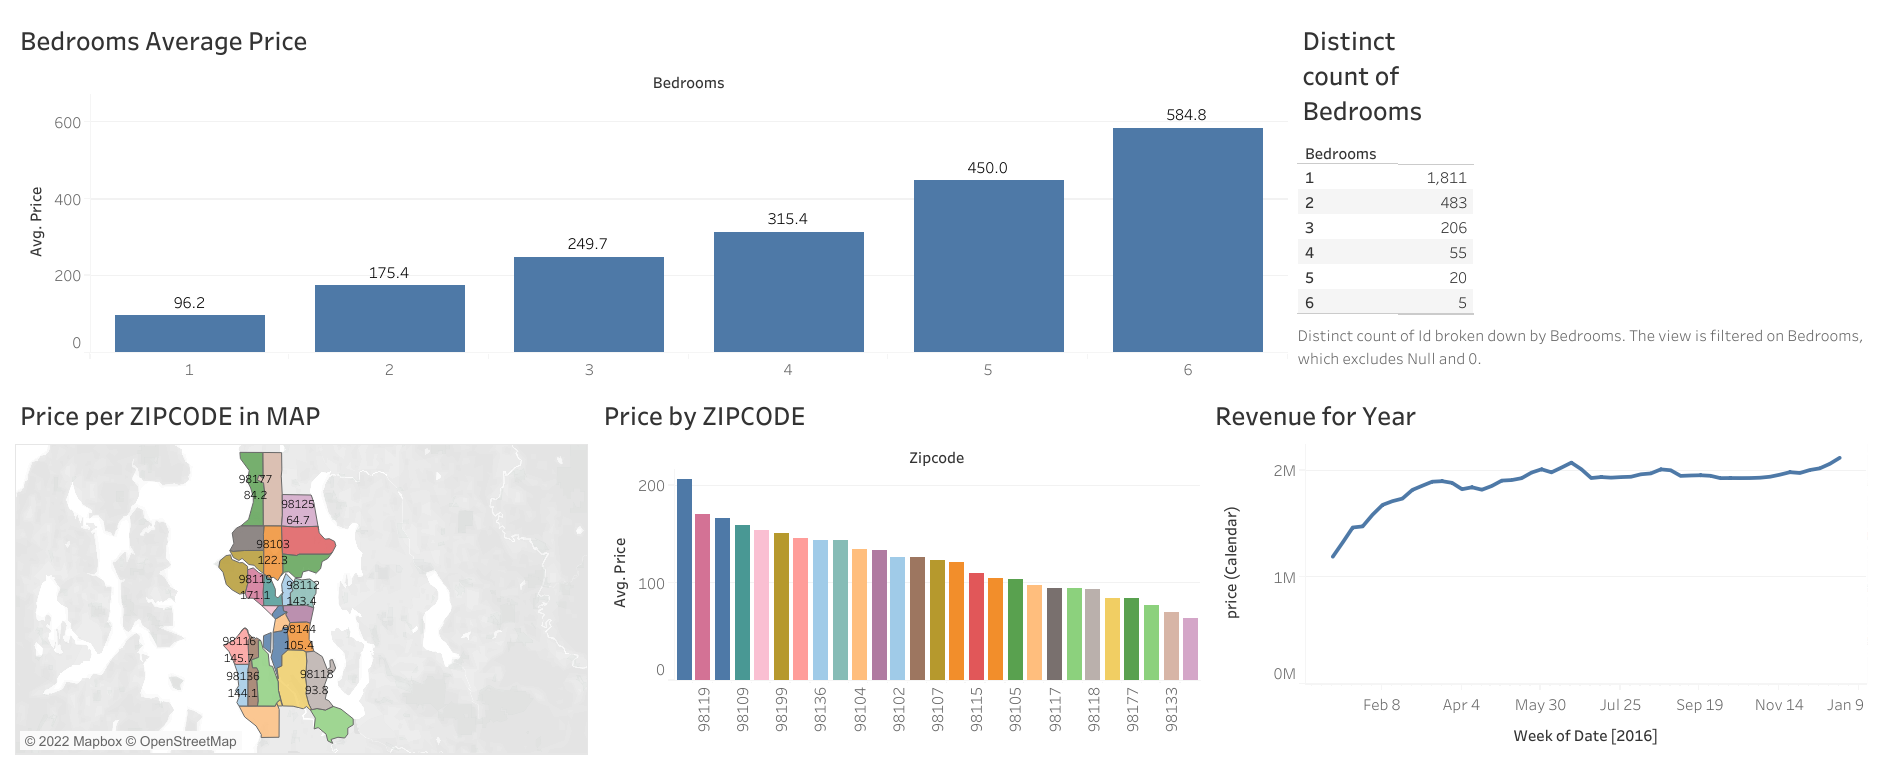 Bedrooms Average Price
Bedrooms
Avg. Price
600
400
200
0
96.2
175.4
249.7
315.4
450.0
584.8
1
2
3
4
5
6
Distinct
count of
Bedrooms
Bedrooms
1 1,811
2 483
3 206
4 55
5 20
6 5
Distinct count of Id broken down by Bedrooms. The view is filtered on Bedrooms,
which excludes Null and 0.
Price per ZIPCODE in MAP
98177
84.2
98125
64.7
98103
122.3
98119
171.1
98112
143.4
98144
105.4
98116
145.7
98136
144.1
98118
93.8
© 2022 Mapbox © OpenStreetMap
Price by ZIPCODE
Zipcode
Avg. Price
200
100
0
98119
98109
98199
98136
98104
98102
98107
98115
98105
98117
98118
98177
98133
Revenue for Year
price (Calendar)
2M
1M
0M
Feb 8
Apr 4
May 30
Jul 25
Sep 19
Nov 14
Jan 9
Week of Date [2016]